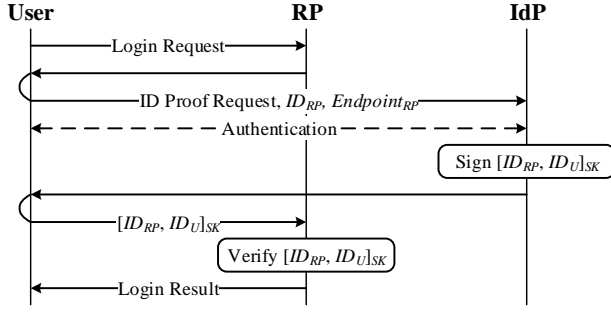 User RP IdP
Login Request
ID Proof Request, ID_RP, Endpoint_RP
Authentication
Sign [ID_RP, ID_U]_SK
[ID_RP, ID_U]_SK
Verify [ID_RP, ID_U]_SK
Login Result